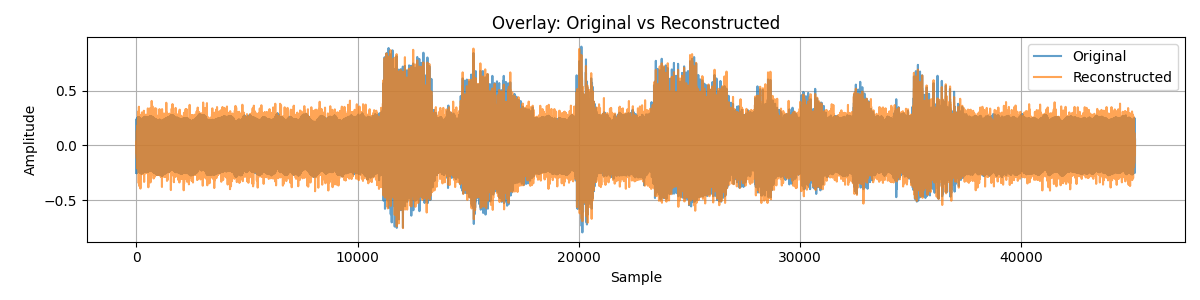 Overlay: Original vs Reconstructed
Original
Reconstructed
0.5
0.0
−0.5
Amplitude
0
10000
20000
30000
40000
Sample